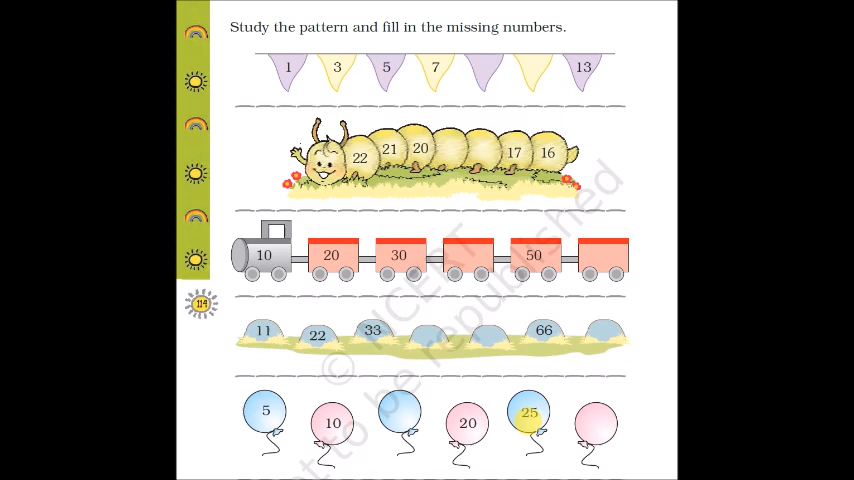 Study the pattern and fill in the missing numbers.
1 3 5 7 13
22 21 20 17 16
10 20 30 50
114
11 22 33 66
5 10 20 25
© NCERT
not to be republished